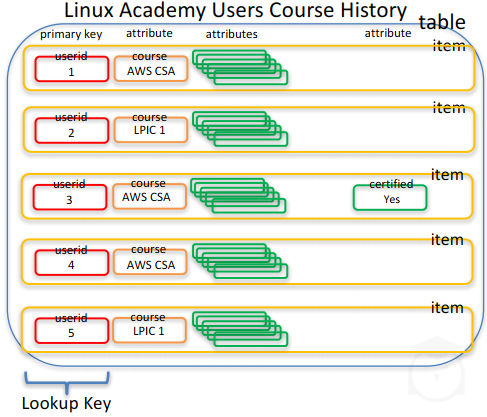 Linux Academy Users Course History
table
primary key attribute attributes attribute
item
userid course
1 AWS CSA
item
userid course
2 LPIC 1
item
userid course certified
3 AWS CSA Yes
item
userid course
4 AWS CSA
item
userid course
5 LPIC 1
Lookup Key